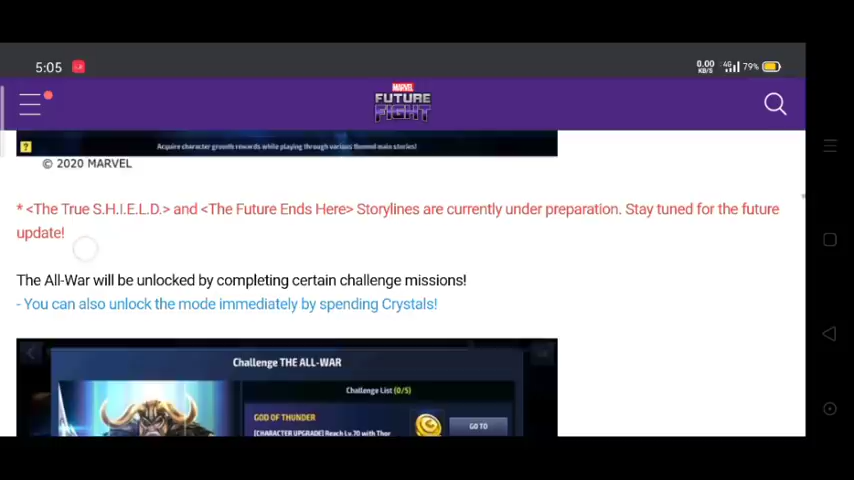 5:05
0.00
KB/S
4G
79%
MARVEL
FUTURE
FIGHT
Acquire character growth rewards while playing through various themed main stories!
© 2020 MARVEL
* <The True S.H.I.E.L.D.> and <The Future Ends Here> Storylines are currently under preparation. Stay tuned for the future
update!
The All-War will be unlocked by completing certain challenge missions!
- You can also unlock the mode immediately by spending Crystals!
Challenge THE ALL-WAR
Challenge List (0/5)
GOD OF THUNDER
GO TO
[CHARACTER UPGRADE] Reach Lv.70 with Thor